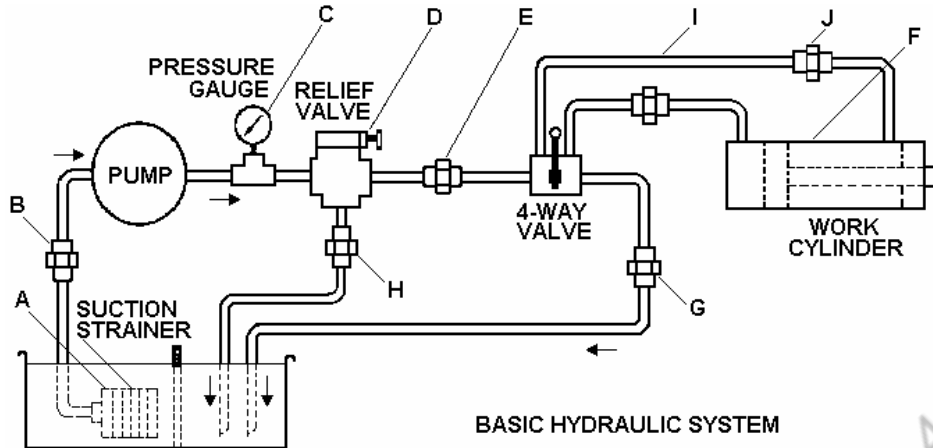 C
D
E
I
J
F
PRESSURE
GAUGE
RELIEF
VALVE
PUMP
B
4-WAY
VALVE
WORK
CYLINDER
H
G
A
SUCTION
STRAINER
BASIC HYDRAULIC SYSTEM